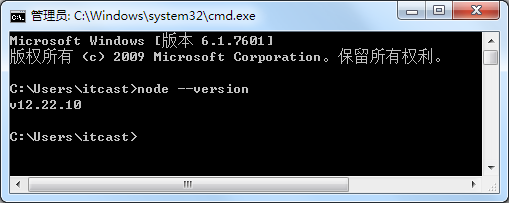 管理员: C:\Windows\system32\cmd.exe
Microsoft Windows [版本 6.1.7601]
版权所有 (c) 2009 Microsoft Corporation。保留所有权利。
C:\Users\itcast>node --version
v12.22.10
C:\Users\itcast>